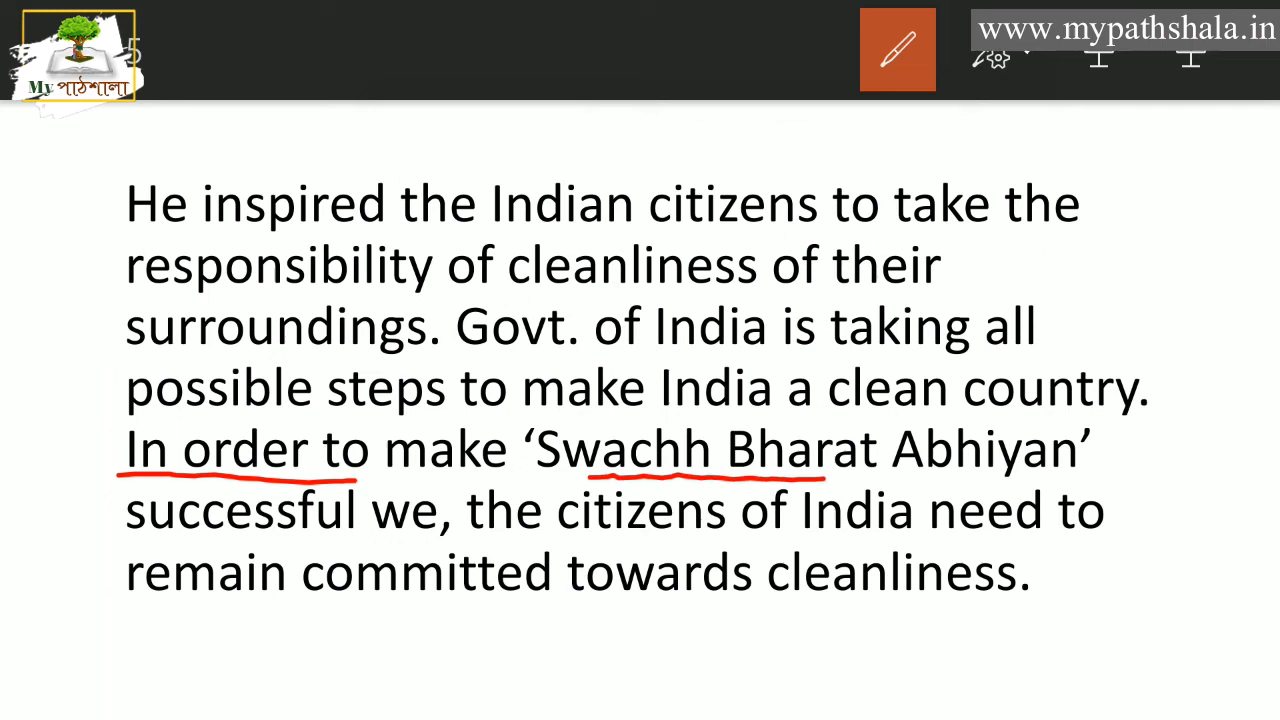 www.mypathshala.in
5
My পাঠশালা
He inspired the Indian citizens to take the
responsibility of cleanliness of their
surroundings. Govt. of India is taking all
possible steps to make India a clean country.
In order to make ‘Swachh Bharat Abhiyan’
successful we, the citizens of India need to
remain committed towards cleanliness.